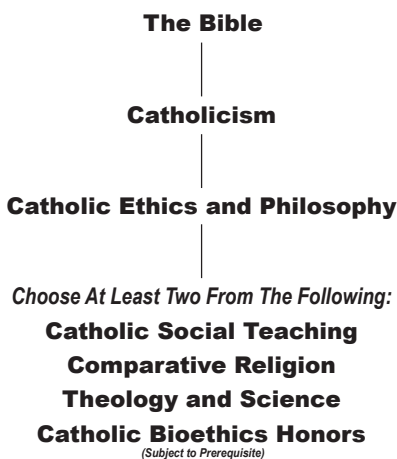 The Bible
Catholicism
Catholic Ethics and Philosophy
Choose At Least Two From The Following:
Catholic Social Teaching
Comparative Religion
Theology and Science
Catholic Bioethics Honors
(Subject to Prerequisite)